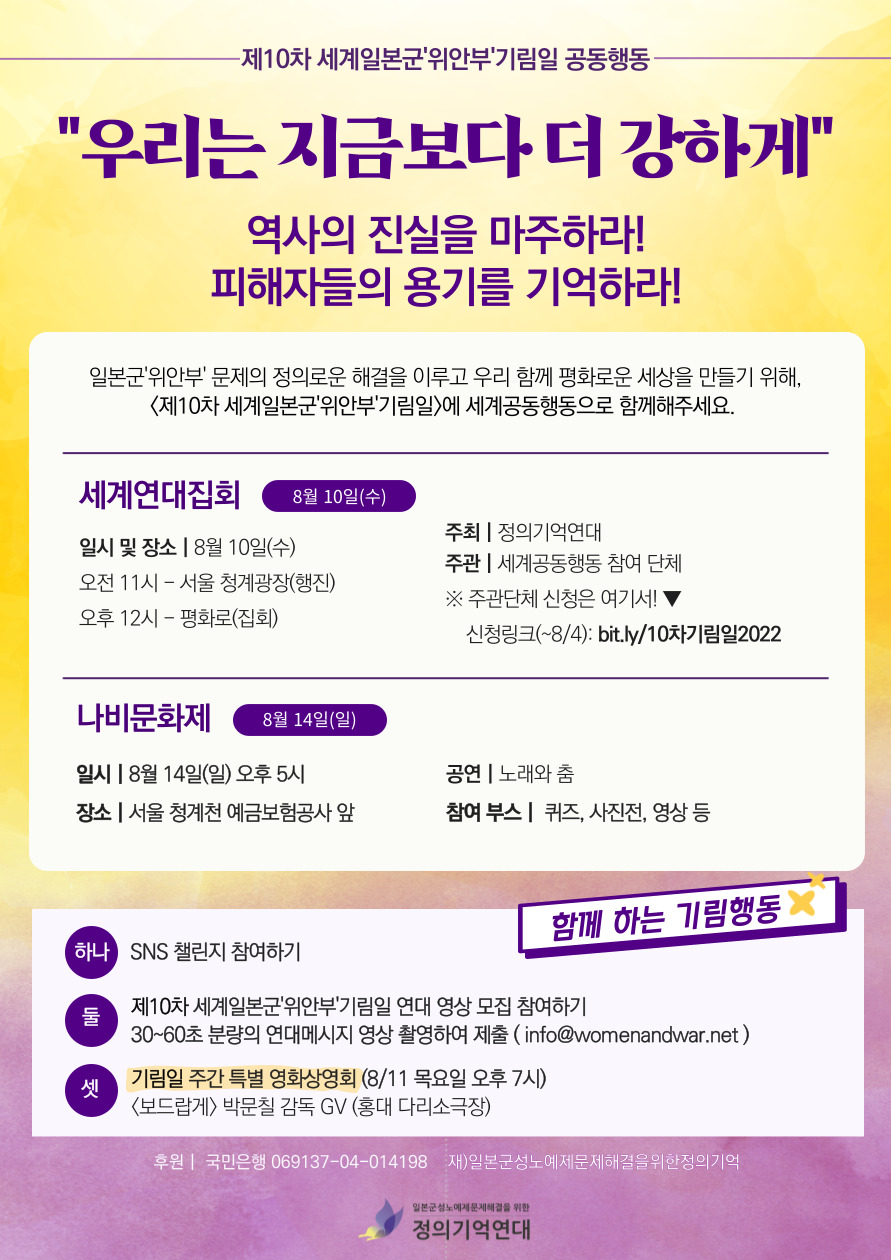 제10차 세계일본군'위안부'기림일 공동행동
"우리는 지금보다 더 강하게"
역사의 진실을 마주하라!
피해자들의 용기를 기억하라!
일본군'위안부' 문제의 정의로운 해결을 이루고 우리 함께 평화로운 세상을 만들기 위해,
<제10차 세계일본군'위안부'기림일>에 세계공동행동으로 함께해주세요.
세계연대집회 8월 10일(수)
일시 및 장소 | 8월 10일(수)
오전 11시 - 서울 청계광장(행진)
오후 12시 - 평화로(집회)
주최 | 정의기억연대
주관 | 세계공동행동 참여 단체
※ 주관단체 신청은 여기서! ▼
신청링크(~8/4): bit.ly/10차기림일2022
나비문화제 8월 14일(일)
일시 | 8월 14일(일) 오후 5시
장소 | 서울 청계천 예금보험공사 앞
공연 | 노래와 춤
참여 부스 | 퀴즈, 사진전, 영상 등
함께 하는 기림행동
하나 SNS 챌린지 참여하기
둘 제10차 세계일본군'위안부'기림일 연대 영상 모집 참여하기
30~60초 분량의 연대메시지 영상 촬영하여 제출 ( info@womenandwar.net )
셋 기림일 주간 특별 영화상영회 (8/11 목요일 오후 7시)
<보드랍게> 박문칠 감독 GV (홍대 다리소극장)
후원 | 국민은행 069137-04-014198 재)일본군성노예제문제해결을위한정의기억
일본군성노예제문제해결을 위한
정의기억연대